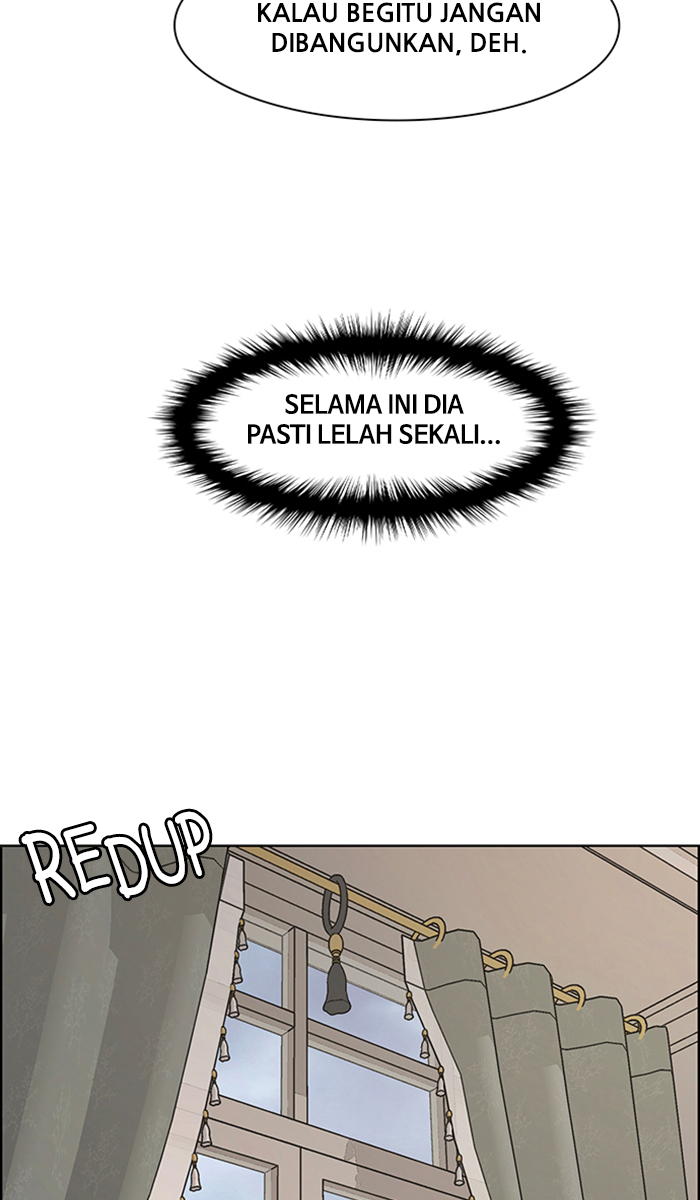 KALAU BEGITU JANGAN
DIBANGUNKAN, DEH.
SELAMA INI DIA
PASTI LELAH SEKALI...
REDUP